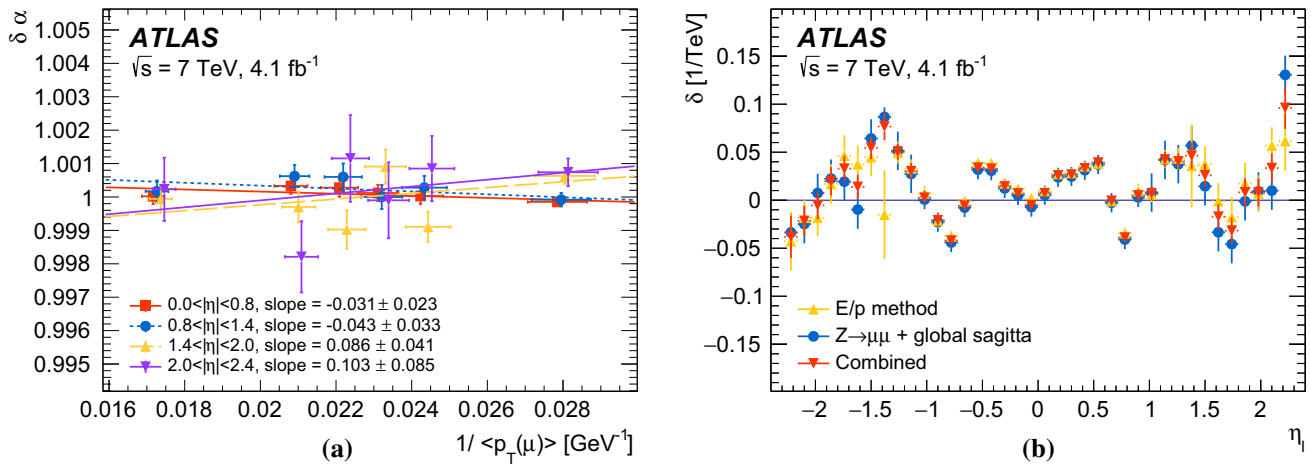 δ α
1.005
1.004
1.003
1.002
1.001
1
0.999
0.998
0.997
0.996
0.995
ATLAS
√s = 7 TeV, 4.1 fb⁻¹
0.0<|η|<0.8, slope = -0.031 ± 0.023
0.8<|η|<1.4, slope = -0.043 ± 0.033
1.4<|η|<2.0, slope = 0.086 ± 0.041
2.0<|η|<2.4, slope = 0.103 ± 0.085
0.016 0.018 0.02 0.022 0.024 0.026 0.028
1/ <p_T(μ)> [GeV⁻¹]
(a)
δ [1/TeV]
0.15
0.1
0.05
0
−0.05
−0.1
−0.15
ATLAS
√s = 7 TeV, 4.1 fb⁻¹
E/p method
Z→μμ + global sagitta
Combined
−2 −1.5 −1 −0.5 0 0.5 1 1.5 2
η_l
(b)